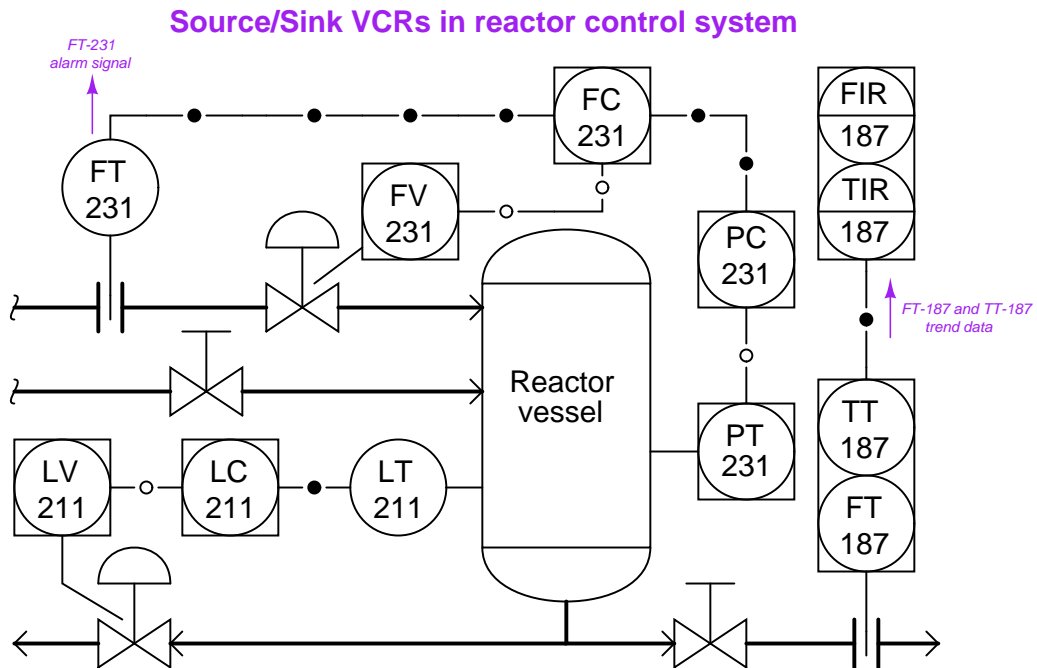 Source/Sink VCRs in reactor control system
FT-231
alarm signal
FT
231
FV
231
FC
231
PC
231
FIR
187
TIR
187
FT-187 and TT-187
trend data
Reactor
vessel
LV
211
LC
211
LT
211
PT
231
TT
187
FT
187